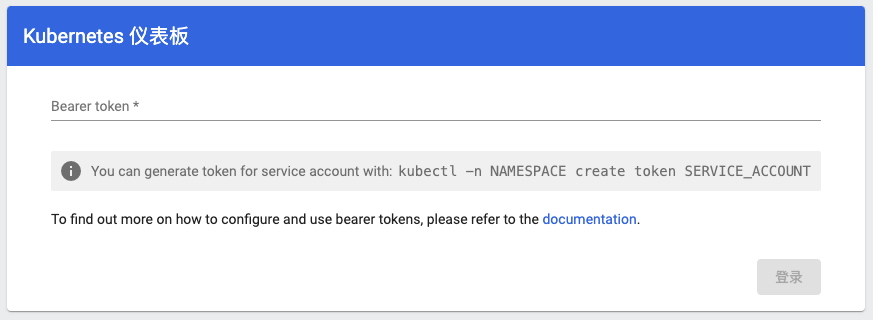 Kubernetes 仪表板
Bearer token *
You can generate token for service account with: kubectl -n NAMESPACE create token SERVICE_ACCOUNT
To find out more on how to configure and use bearer tokens, please refer to the documentation.
登录